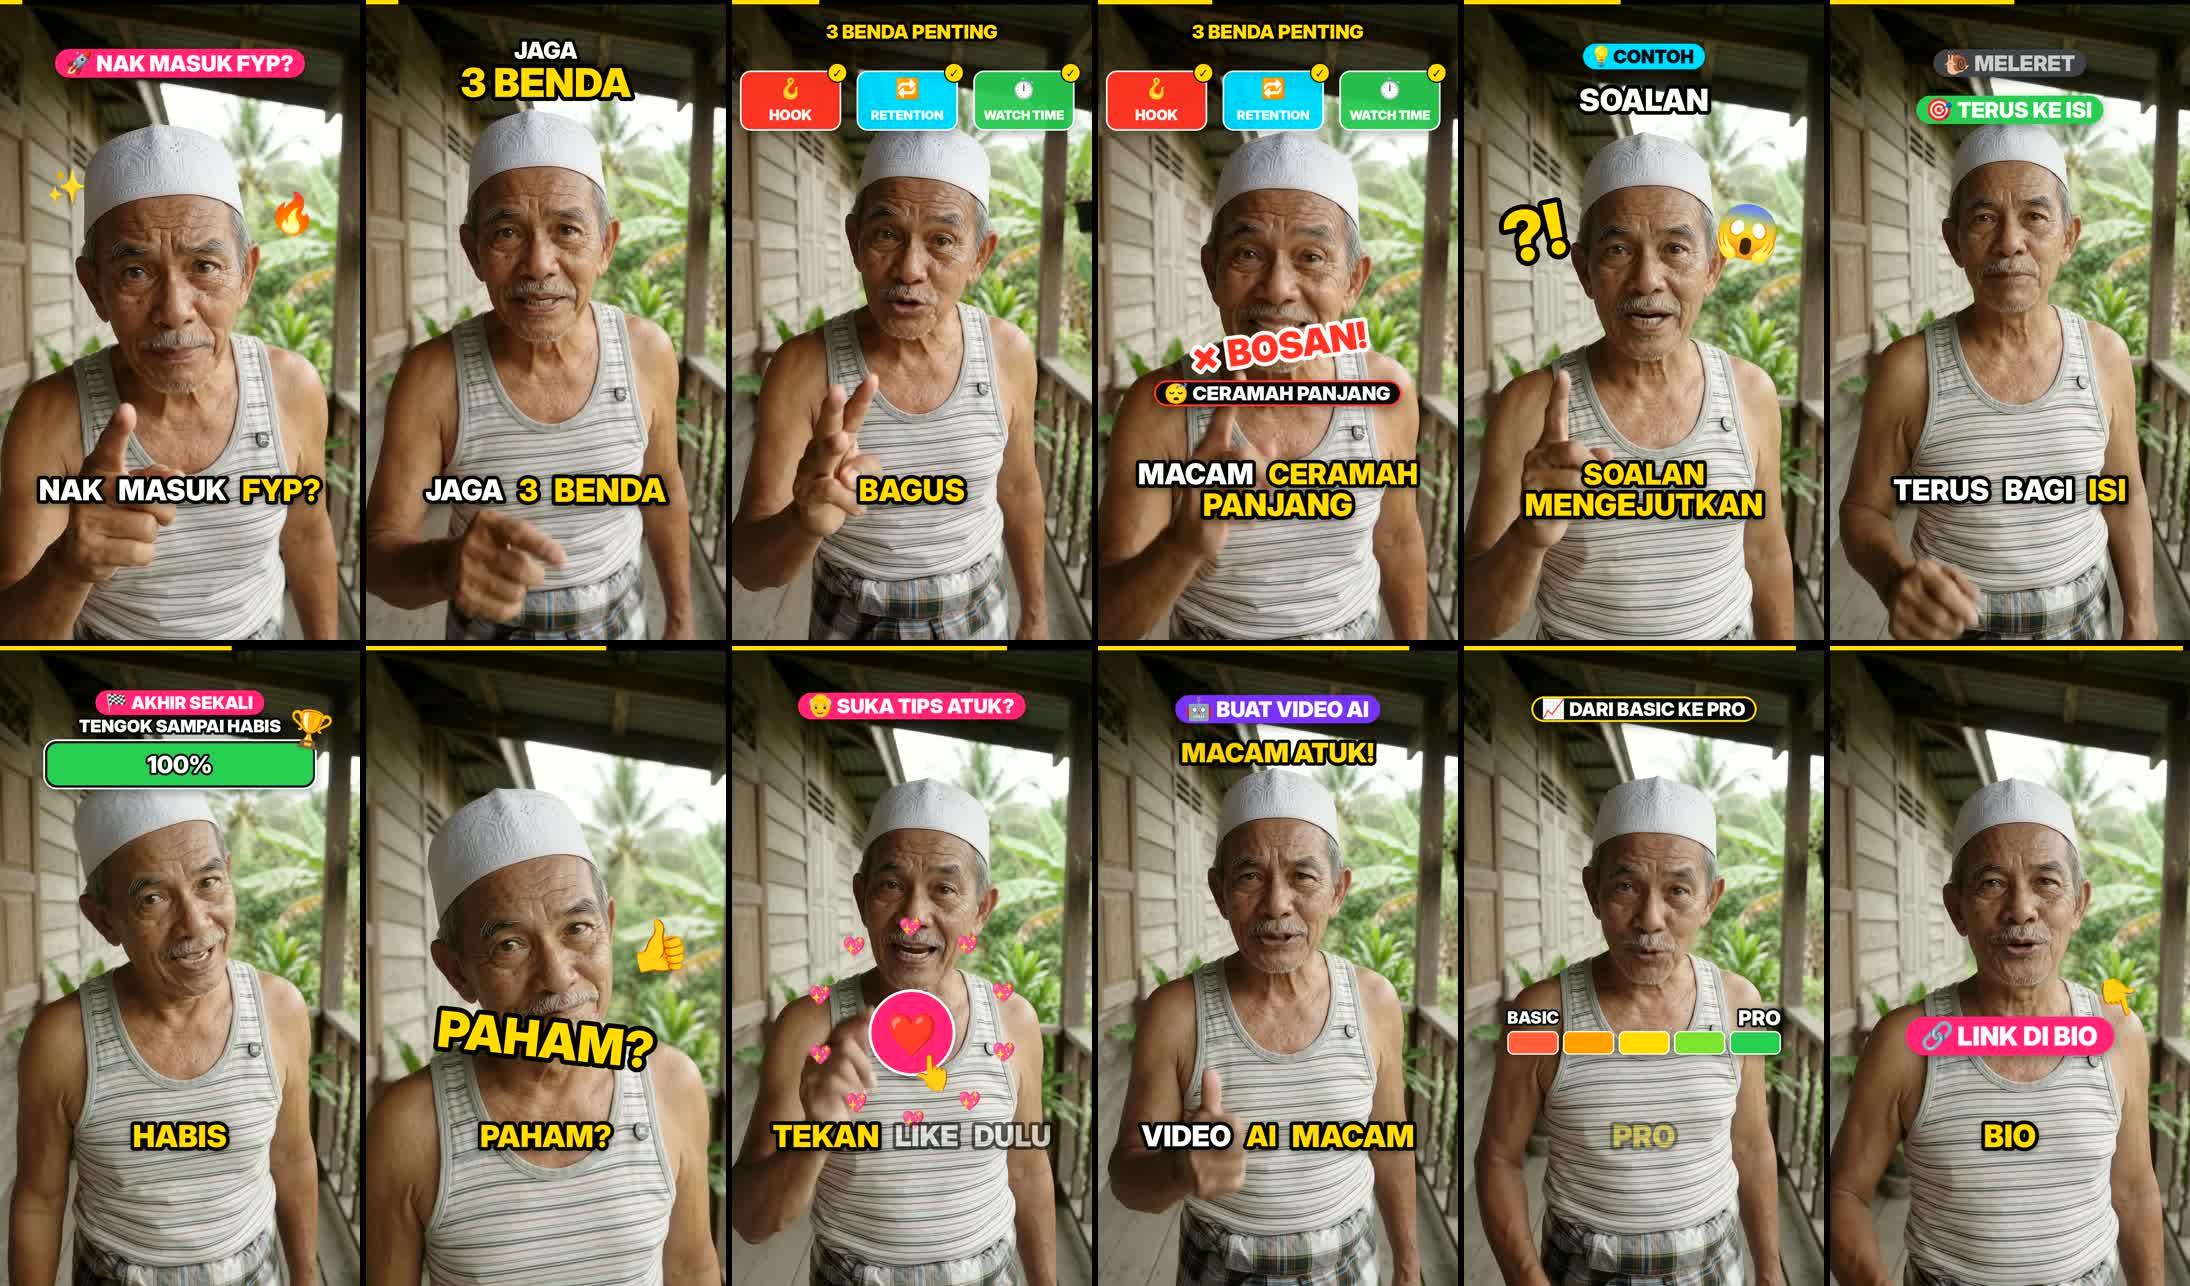 NAK MASUK FYP?
NAK MASUK FYP?
JAGA
3 BENDA
JAGA 3 BENDA
3 BENDA PENTING
HOOK
RETENTION
WATCH TIME
BAGUS
3 BENDA PENTING
HOOK
RETENTION
WATCH TIME
BOSAN!
CERAMAH PANJANG
MACAM CERAMAH
PANJANG
CONTOH
SOALAN
?!
SOALAN
MENGEJUTKAN
MELERET
TERUS KE ISI
TERUS BAGI ISI
AKHIR SEKALI
TENGOK SAMPAI HABIS
100%
HABIS
PAHAM?
PAHAM?
SUKA TIPS ATUK?
TEKAN LIKE DULU
BUAT VIDEO AI
MACAM ATUK!
VIDEO AI MACAM
DARI BASIC KE PRO
BASIC
PRO
PRO
LINK DI BIO
BIO